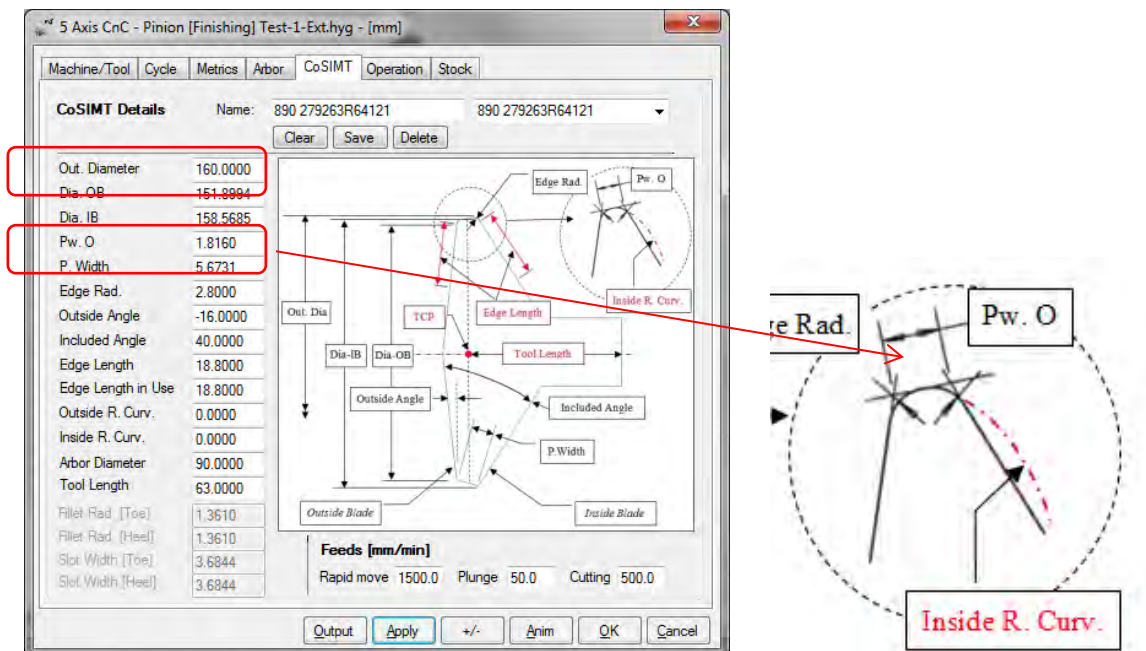 5 Axis CnC - Pinion [Finishing] Test-1-Ext.hyg - [mm]
Machine/Tool Cycle Metrics Arbor CoSIMT Operation Stock
CoSIMT Details Name: 890 279263R64121 890 279263R64121
Clear Save Delete
Out. Diameter 160.0000
Dia. OB 151.8994
Dia. IB 158.5685
Pw. O 1.8160
P. Width 5.6731
Edge Rad. 2.8000
Outside Angle -16.0000
Included Angle 40.0000
Edge Length 18.8000
Edge Length in Use 18.8000
Outside R. Curv. 0.0000
Inside R. Curv. 0.0000
Arbor Diameter 90.0000
Tool Length 63.0000
Fillet Rad. [Toe] 1.3610
Fillet Rad. [Heel] 1.3610
Slot Width [Toe] 3.6844
Slot Width [Heel] 3.6844
Edge Rad. Pw. O
Inside R. Curv.
Out. Dia TCP Edge Length
Dia-IB Dia-OB Tool Length
Outside Angle Included Angle
P.Width
Outside Blade Inside Blade
Feeds [mm/min]
Rapid move 1500.0 Plunge 50.0 Cutting 500.0
Output Apply +/- Anim OK Cancel
ge Rad. Pw. O
Inside R. Curv.